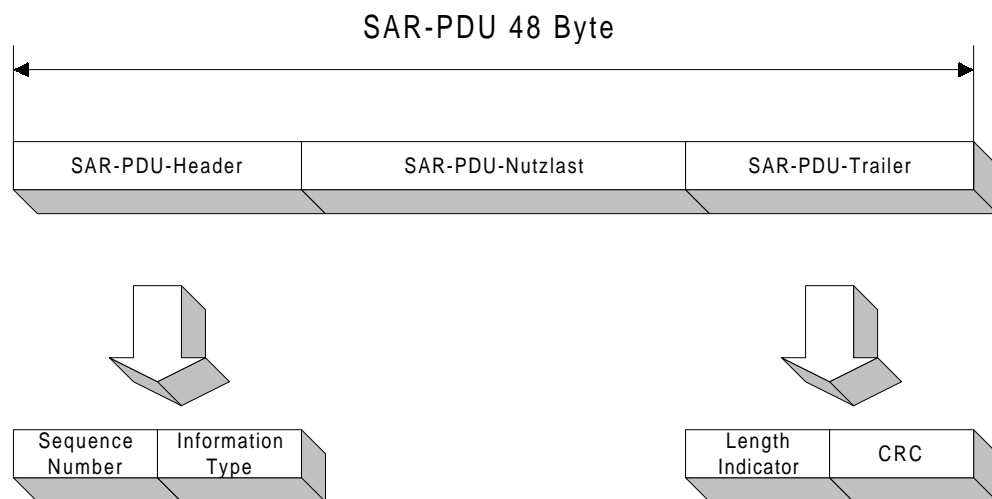 SAR-PDU 48 Byte
SAR-PDU-Header
SAR-PDU-Nutzlast
SAR-PDU-Trailer
Sequence
Number
Information
Type
Length
Indicator
CRC